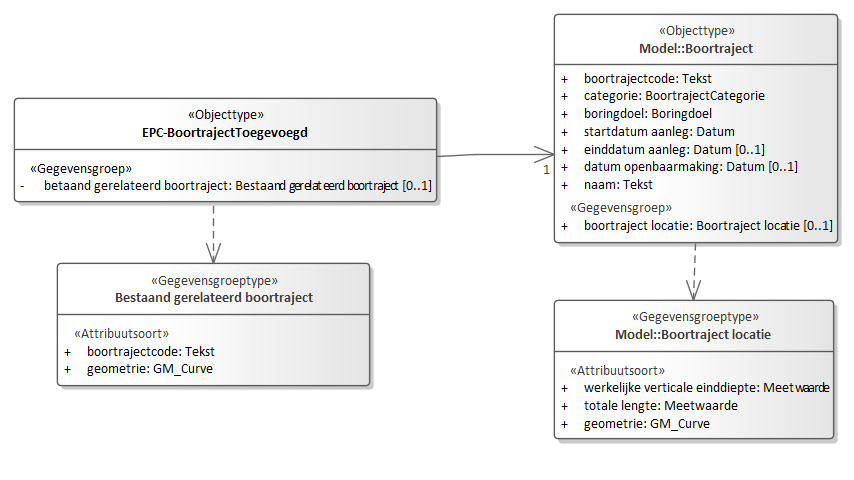 «Objecttype»
EPC-BoortrajectToegevoegd
«Gegevensgroep»
- betaand gerelateerd boortraject: Bestaand gerelateerd boortraject [0..1]
«Gegevensgroeptype»
Bestaand gerelateerd boortraject
«Attribuutsoort»
+ boortrajectcode: Tekst
+ geometrie: GM_Curve
1
«Objecttype»
Model::Boortraject
+ boortrajectcode: Tekst
+ categorie: BoortrajectCategorie
+ boringdoel: Boringdoel
+ startdatum aanleg: Datum
+ einddatum aanleg: Datum [0..1]
+ datum openbaarmaking: Datum [0..1]
+ naam: Tekst
«Gegevensgroep»
+ boortraject locatie: Boortraject locatie [0..1]
«Gegevensgroeptype»
Model::Boortraject locatie
«Attribuutsoort»
+ werkelijke verticale einddiepte: Meetwaarde
+ totale lengte: Meetwaarde
+ geometrie: GM_Curve